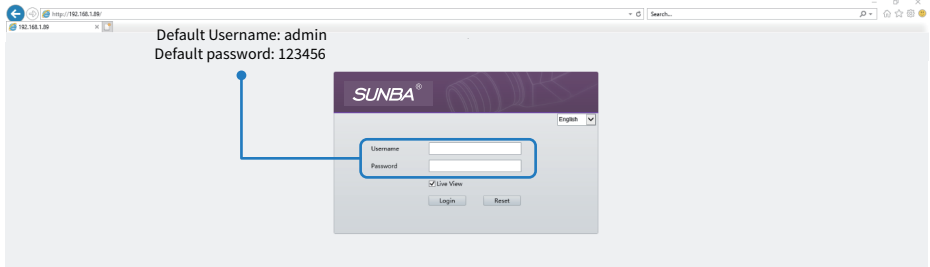 http://192.168.1.89/
Search...
192.168.1.89
Default Username: admin
Default password: 123456
SUNBA®
English
Username
Password
Live View
Login Reset